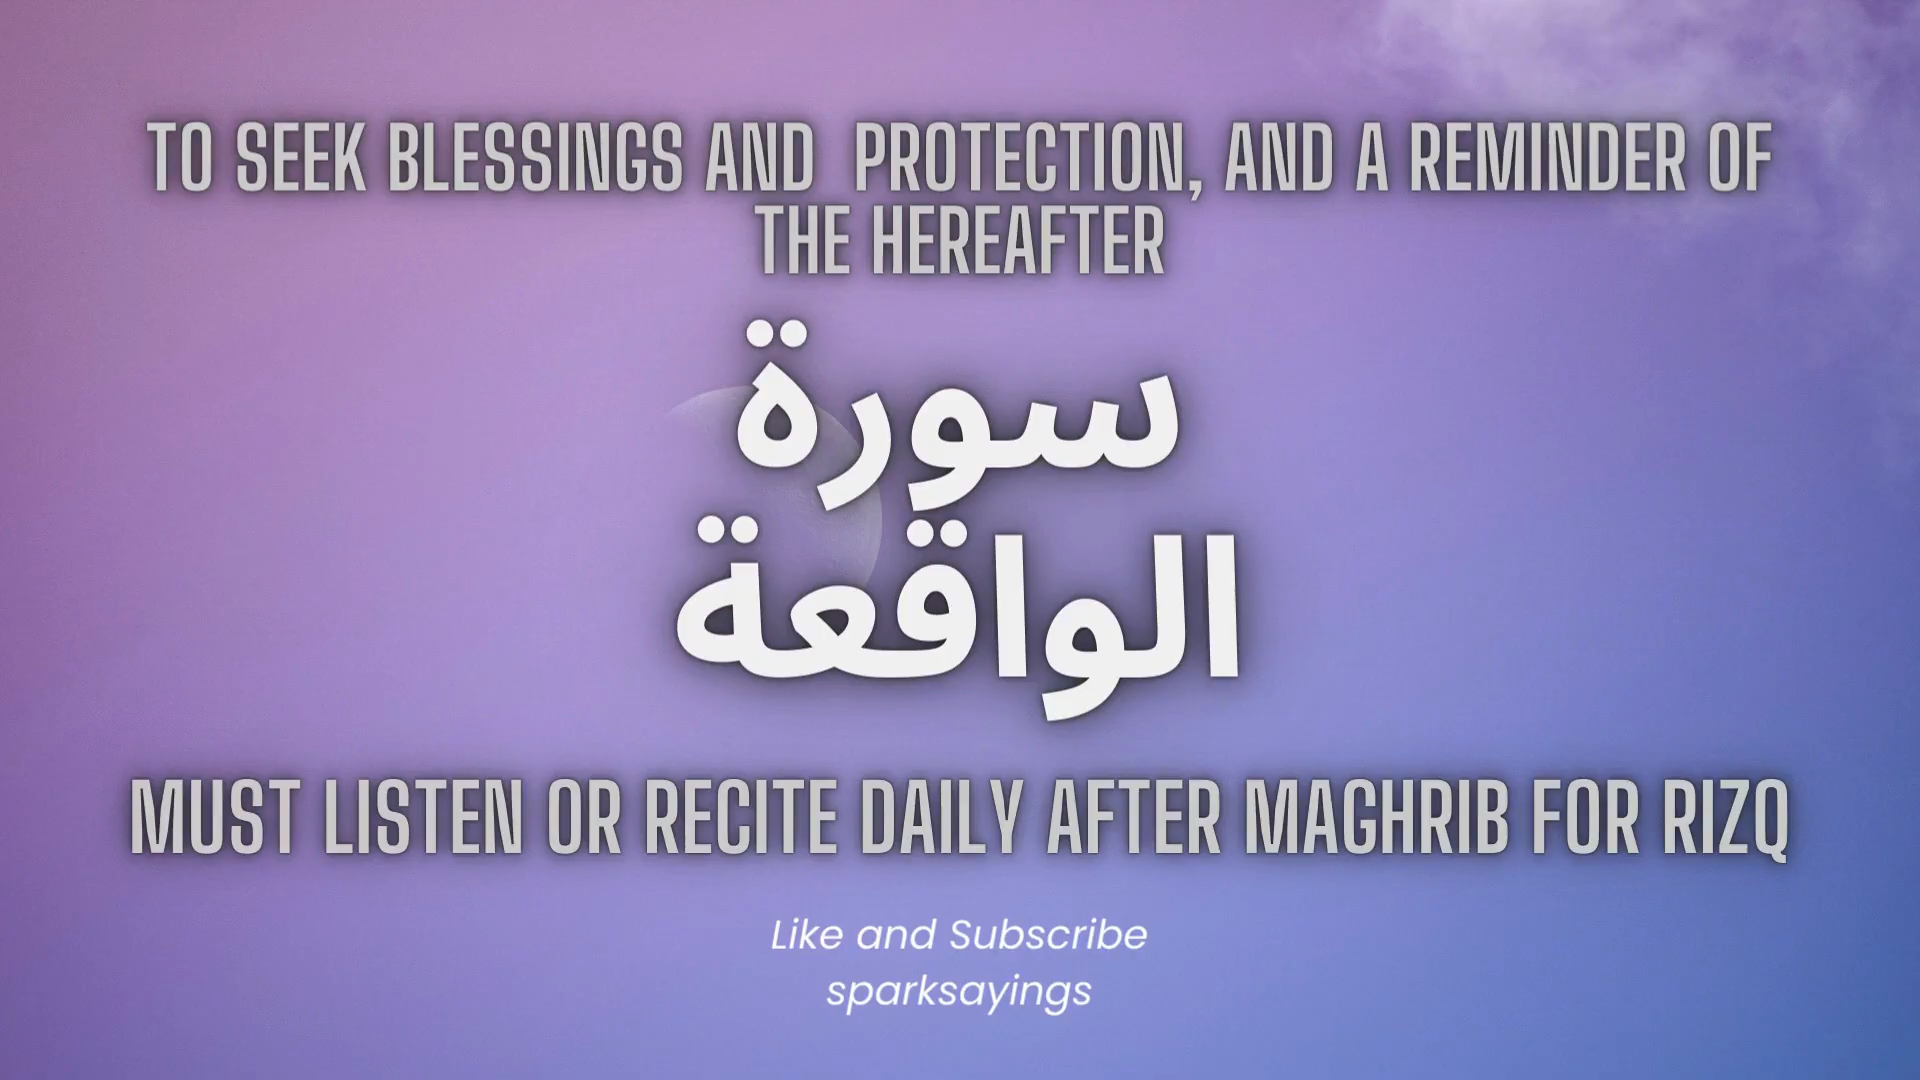 TO SEEK BLESSINGS AND PROTECTION, AND A REMINDER OF
THE HEREAFTER
سورة
الواقعة
MUST LISTEN OR RECITE DAILY AFTER MAGHRIB FOR RIZQ
Like and Subscribe
sparksayings